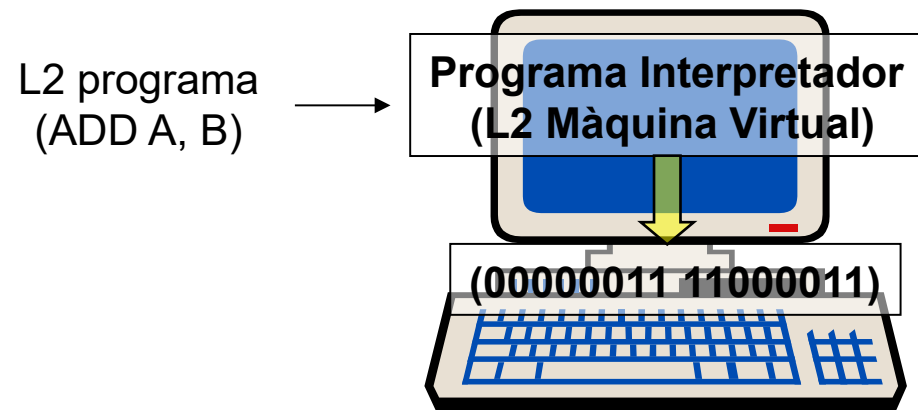 L2 programa
(ADD A, B)
Programa Interpretador
(L2 Màquina Virtual)
(00000011 11000011)